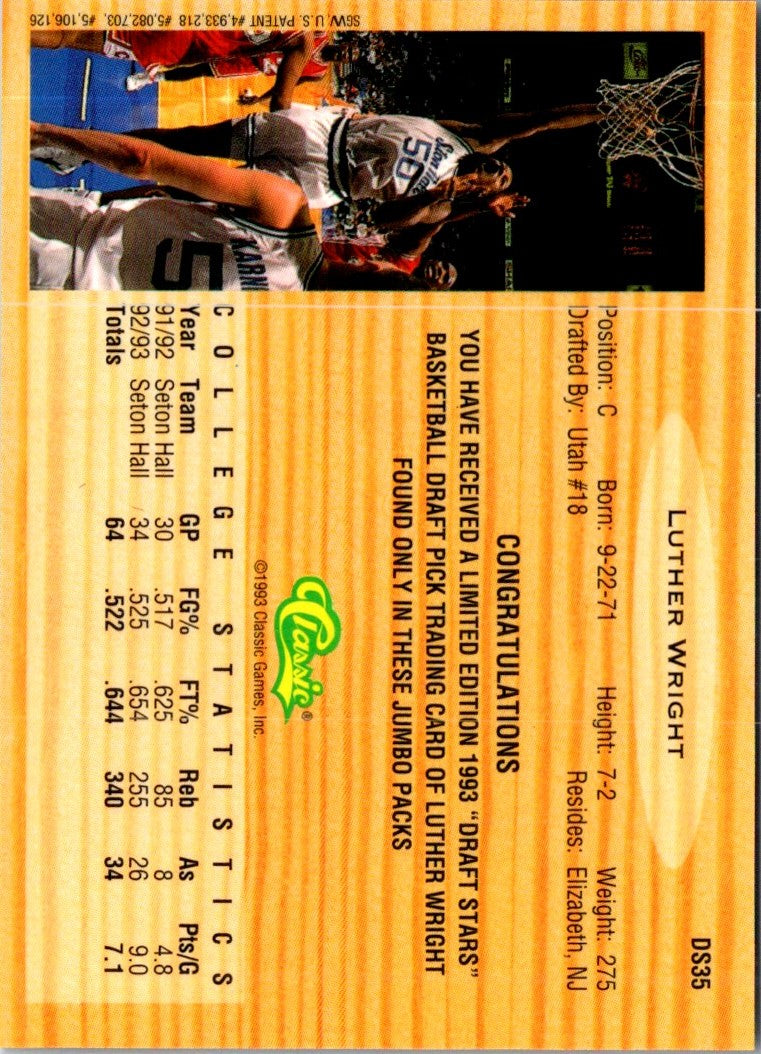 DS35
LUTHER WRIGHT
Position: C Born: 9-22-71 Height: 7-2 Weight: 275
Drafted By: Utah #18 Resides: Elizabeth, NJ
CONGRATULATIONS
YOU HAVE RECEIVED A LIMITED EDITION 1993 "DRAFT STARS"
BASKETBALL DRAFT PICK TRADING CARD OF LUTHER WRIGHT
FOUND ONLY IN THESE JUMBO PACKS
Classic®
©1993 Classic Games, Inc.
COLLEGE STATISTICS
Year Team GP FG% FT% Reb As Pts/G
91/92 Seton Hall 30 .517 .625 85 8 4.8
92/93 Seton Hall 34 .525 .654 255 26 9.0
Totals 64 .522 .644 340 34 7.1
Seton Hall
50
KARN
5
SGW U.S. PATENT #4,933,218 #5,082,703, #5,106,126